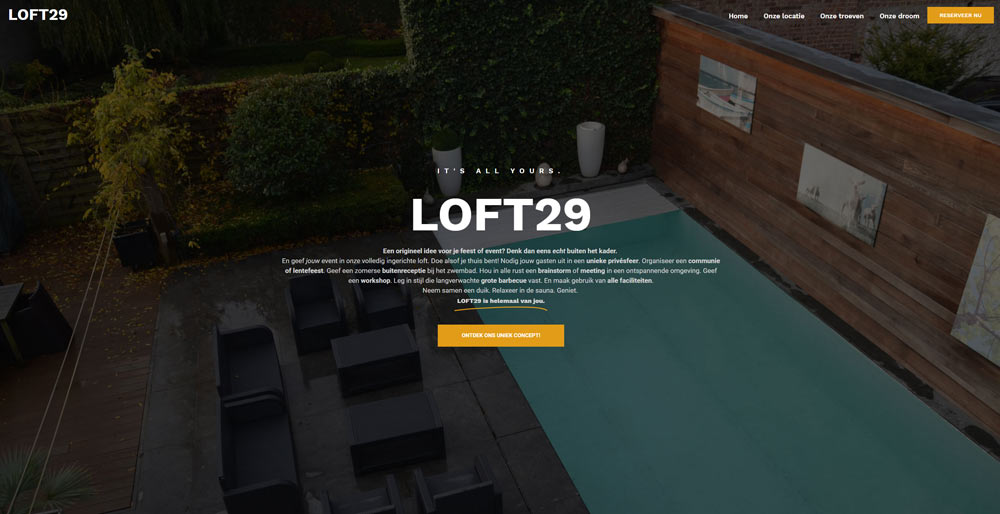 LOFT29
Home Onze locatie Onze troeven Onze droom RESERVEER NU
IT'S ALL YOURS.
LOFT29
Een origineel idee voor je feest of event? Denk dan eens echt buiten het kader.
En geef jouw event in onze volledig ingerichte loft. Doe alsof je thuis bent! Nodig jouw gasten uit in een unieke privésfeer. Organiseer een communie
of lentefeest. Geef een zomerse buitenreceptie bij het zwembad. Hou in alle rust een brainstorm of meeting in een ontspannende omgeving. Geef
een workshop. Leg in stijl die langverwachte grote barbecue vast. En maak gebruik van alle faciliteiten.
Neem samen een duik. Relaxeer in de sauna. Geniet.
LOFT29 is helemaal van jou.
ONTDEK ONS UNIEK CONCEPT!